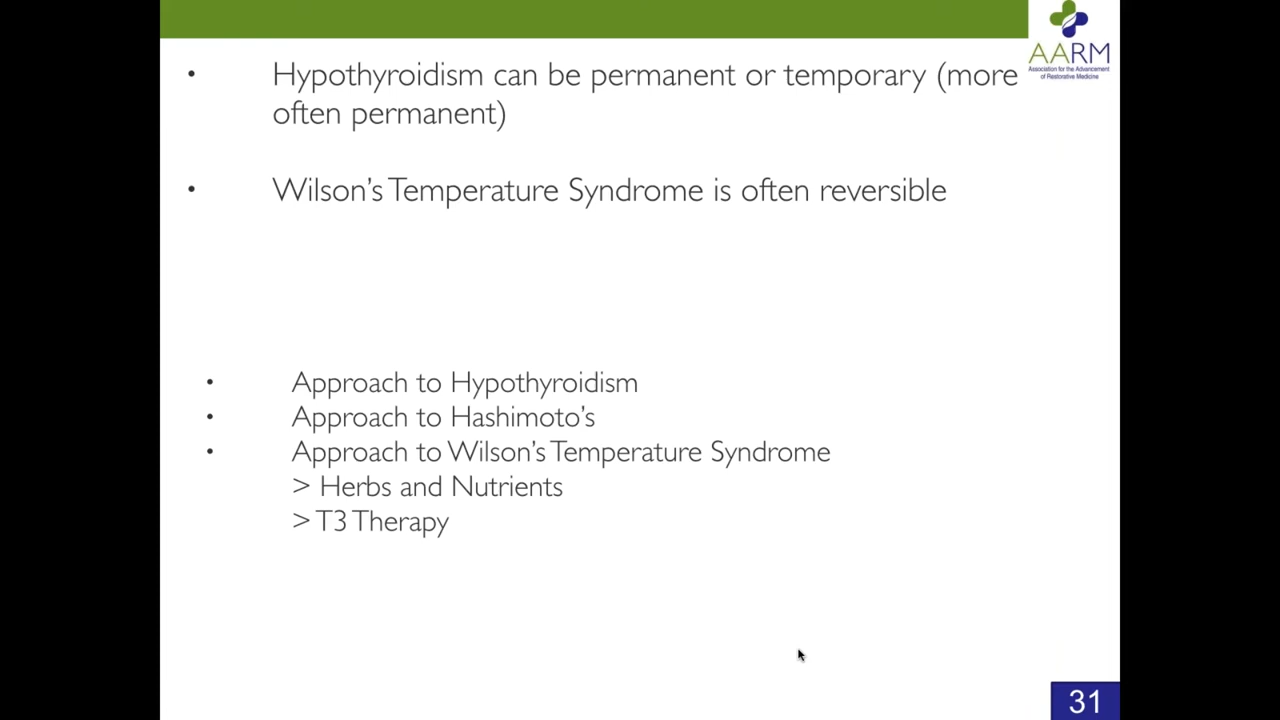 AARM
Association for the Advancement
of Restorative Medicine
• Hypothyroidism can be permanent or temporary (more
often permanent)
• Wilson's Temperature Syndrome is often reversible
• Approach to Hypothyroidism
• Approach to Hashimoto's
• Approach to Wilson's Temperature Syndrome
> Herbs and Nutrients
> T3 Therapy
31